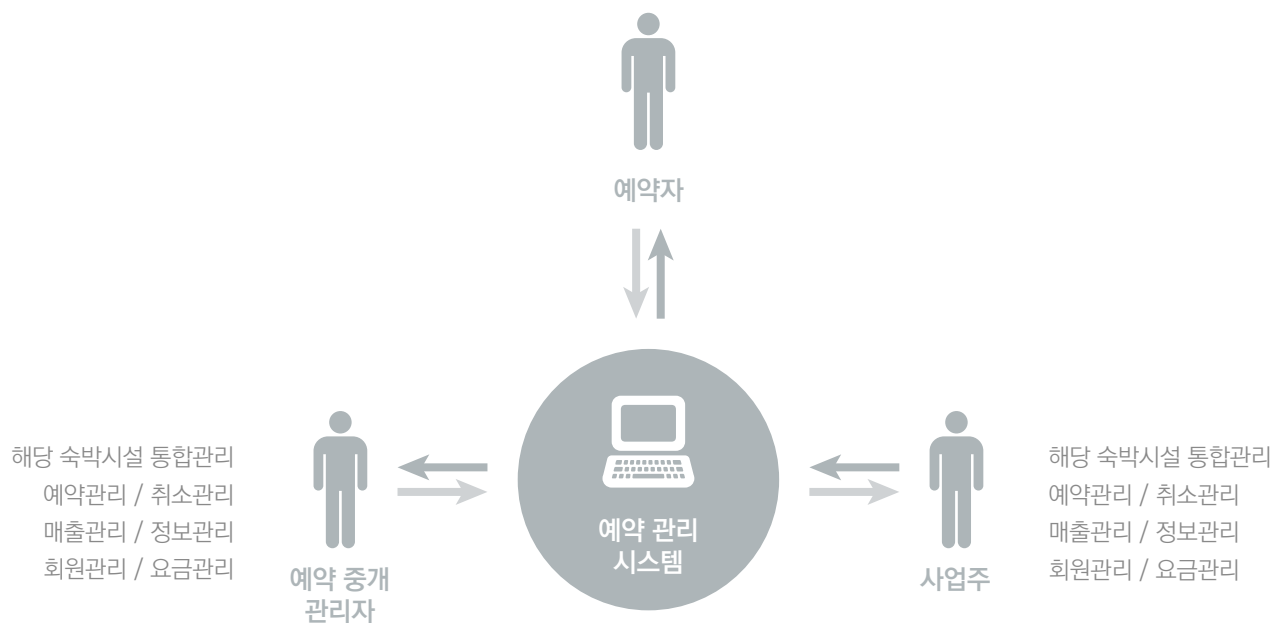 예약자
해당 숙박시설 통합관리
예약관리 / 취소관리
매출관리 / 정보관리
회원관리 / 요금관리
예약 중개
관리자
예약 관리
시스템
사업주
해당 숙박시설 통합관리
예약관리 / 취소관리
매출관리 / 정보관리
회원관리 / 요금관리